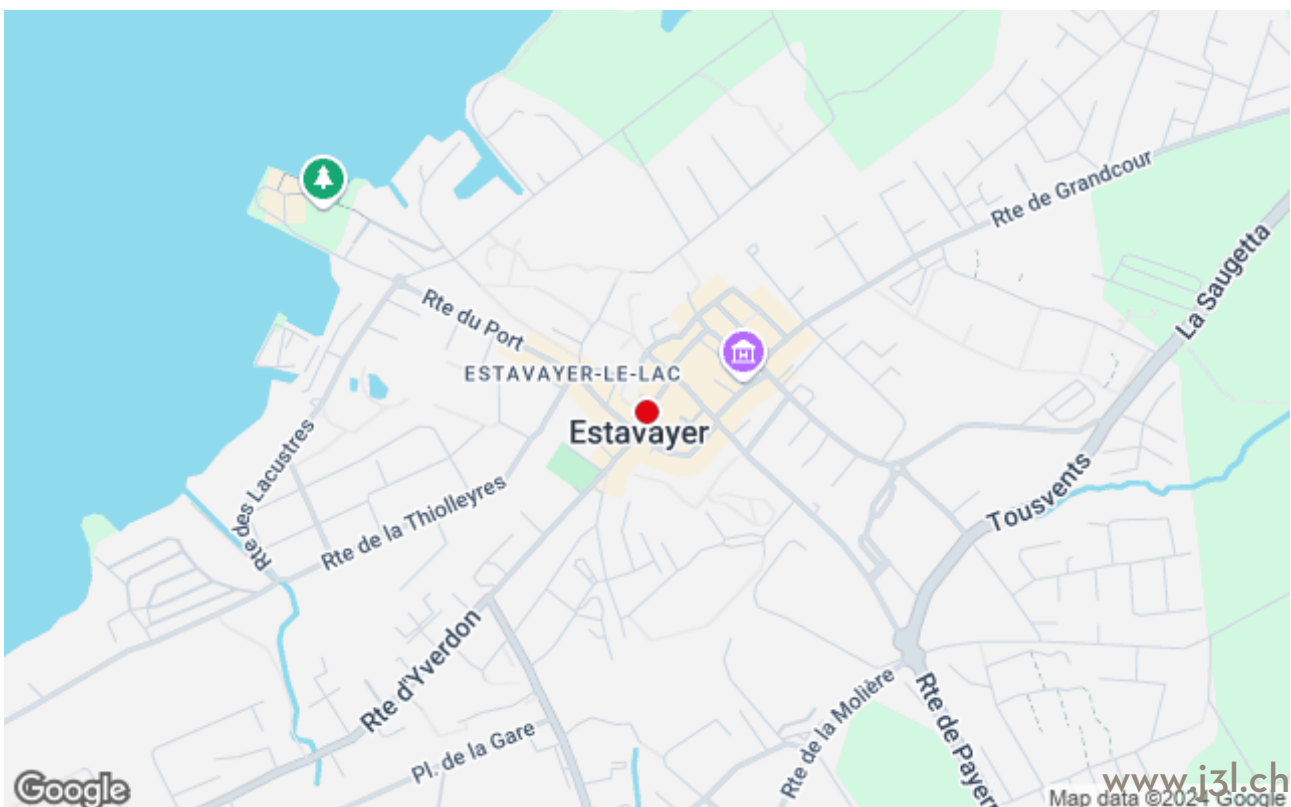 Rte de Grandcour
La Saugetta
Rte du Port
ESTAVAYER-LE-LAC
Estavayer
Rte des Lacustres
Rte de la Thiolleyres
Tousvents
Rte d'Yverdon
Rte de la Molière
Rte de Payern
Pl. de la Gare
H
Google
www.j3l.ch
Map data ©2024 Google